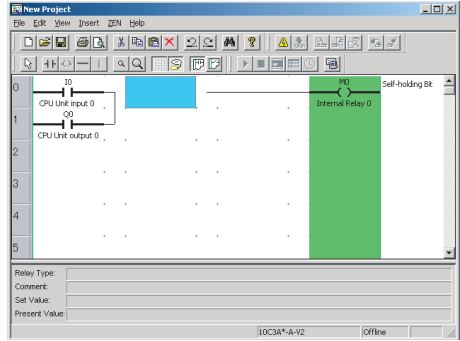 New Project
File Edit View Insert ZEN Help
0
I0
M0
Self-holding Bit
CPU Unit input 0
Internal Relay 0
1
Q0
CPU Unit output 0
2
3
4
5
Relay Type:
Comment:
Set Value:
Present Value:
10C3A*-A-V2
Offline